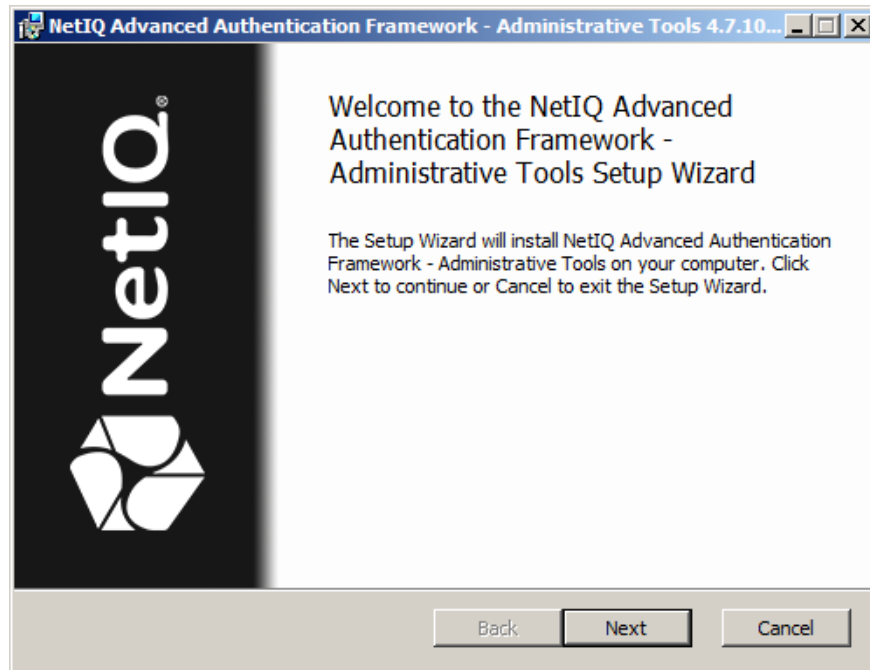 NetIQ Advanced Authentication Framework - Administrative Tools 4.7.10...
NetIQ®
Welcome to the NetIQ Advanced
Authentication Framework -
Administrative Tools Setup Wizard
The Setup Wizard will install NetIQ Advanced Authentication
Framework - Administrative Tools on your computer. Click
Next to continue or Cancel to exit the Setup Wizard.
Back
Next
Cancel